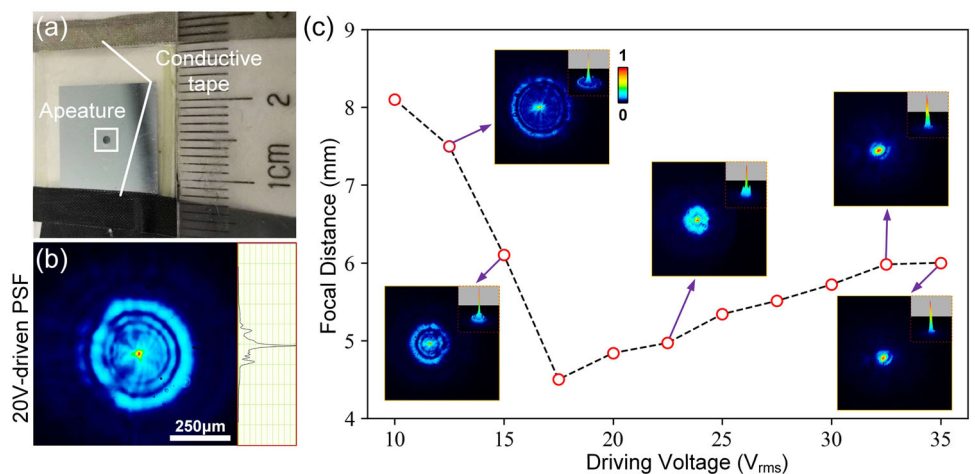 (a)
Conductive
tape
Apeature
2
1CM
2
(b)
20V-driven PSF
250μm
(c)
1
0
9
8
7
6
5
4
Focal Distance (mm)
10
15
20
25
30
35
Driving Voltage (Vrms)